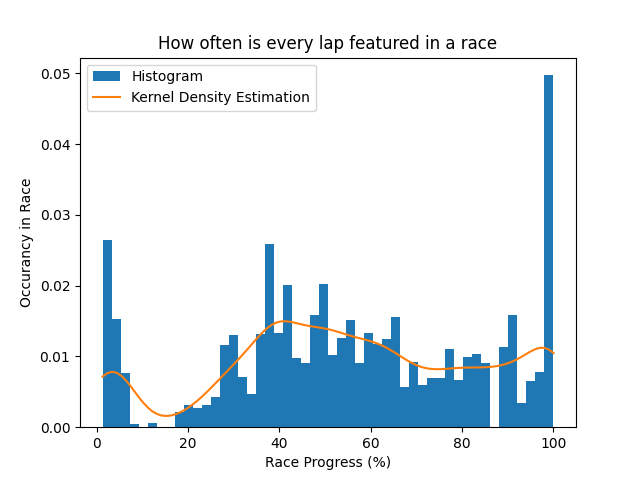 How often is every lap featured in a race
Histogram
Kernel Density Estimation
0.05
0.04
0.03
0.02
0.01
0.00
Occurancy in Race
0 20 40 60 80 100
Race Progress (%)